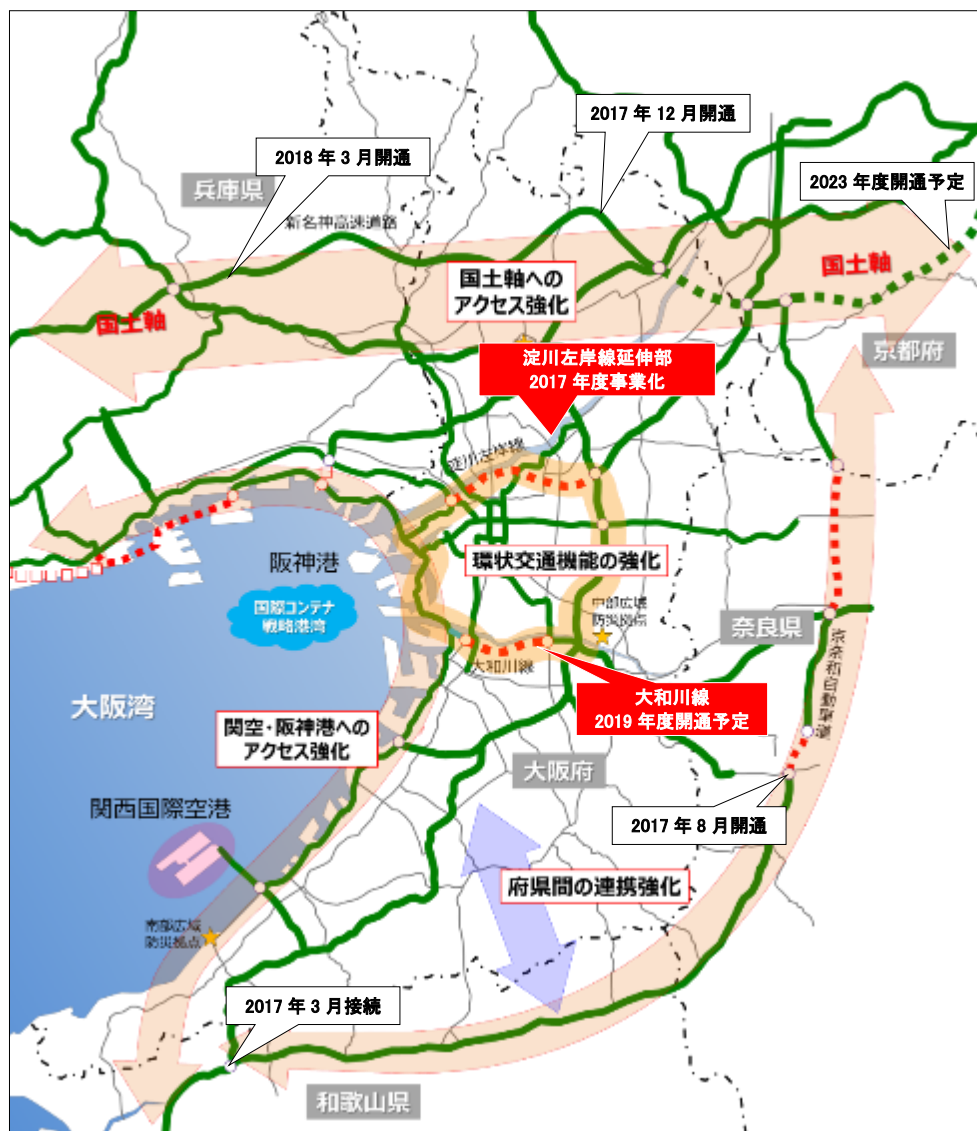 2017 年 12 月開通
2018 年 3 月開通
2023 年度開通予定
兵庫県
新名神高速道路
国土軸への
アクセス強化
国土軸
国土軸
京都府
淀川左岸線延伸部
2017 年度事業化
淀川左岸線
阪神港
環状交通機能の強化
国際コンテナ
戦略港湾
中部広域
防災拠点
奈良県
大和川線
京奈和自動車道
大阪湾
大和川線
2019 年度開通予定
関空・阪神港への
アクセス強化
大阪府
関西国際空港
2017 年 8 月開通
府県間の連携強化
南部広域
防災拠点
2017 年 3 月接続
和歌山県